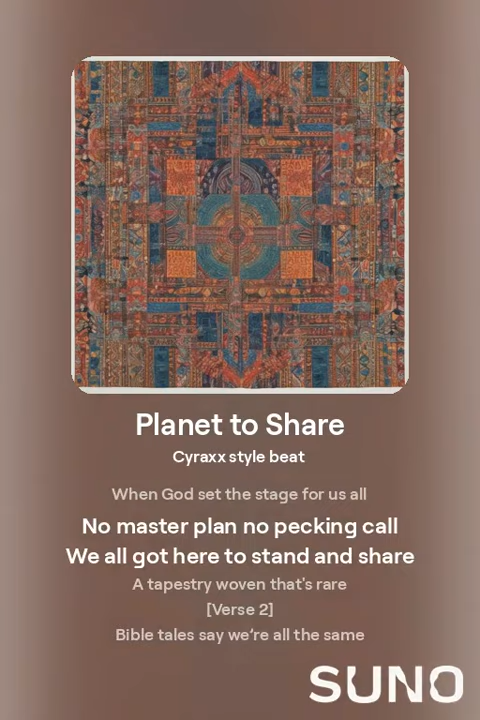 Planet to Share
Cyraxx style beat
When God set the stage for us all
No master plan no pecking call
We all got here to stand and share
A tapestry woven that's rare
[Verse 2]
Bible tales say we're all the same
SUNO